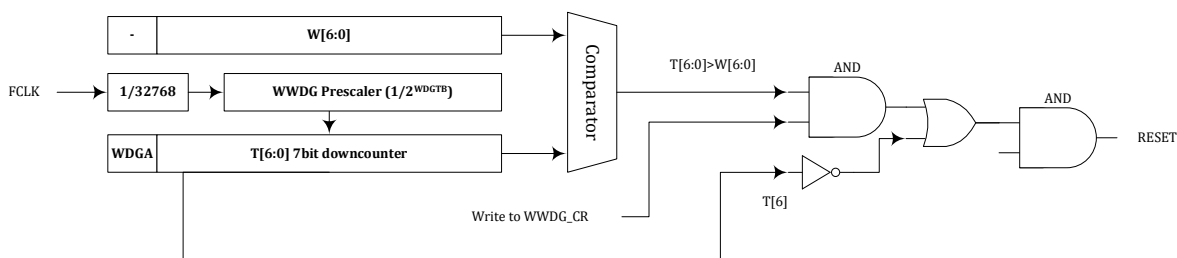 -
W[6:0]
Comparator
T[6:0]>W[6:0]
AND
FCLK
1/32768
WWDG Prescaler (1/2^WDGTB)
AND
WDGA
T[6:0] 7bit downcounter
RESET
T[6]
Write to WWDG_CR